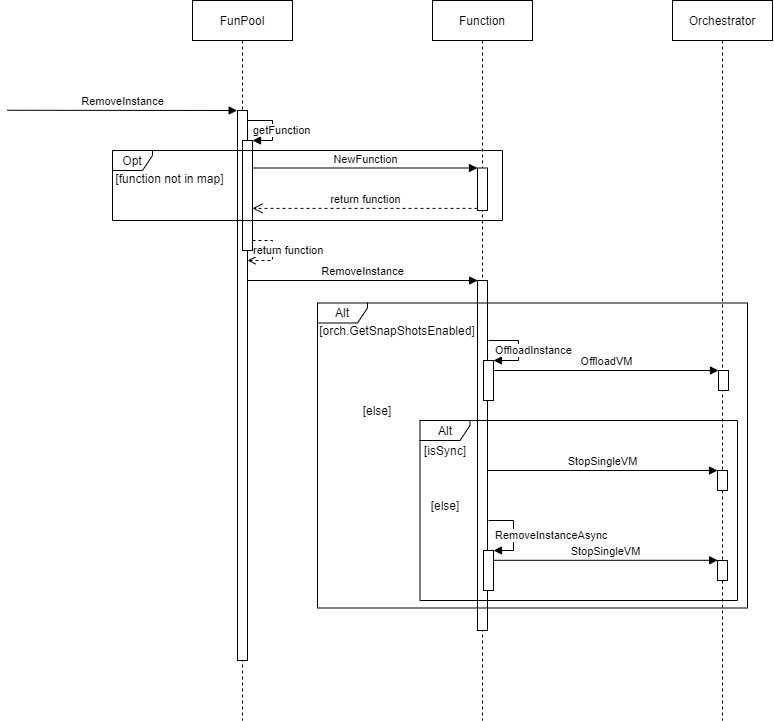 FunPool
Function
Orchestrator
RemoveInstance
getFunction
Opt
[function not in map]
NewFunction
return function
return function
RemoveInstance
Alt
[orch.GetSnapShotsEnabled]
OffloadInstance
OffloadVM
[else]
Alt
[isSync]
StopSingleVM
[else]
RemoveInstanceAsync
StopSingleVM